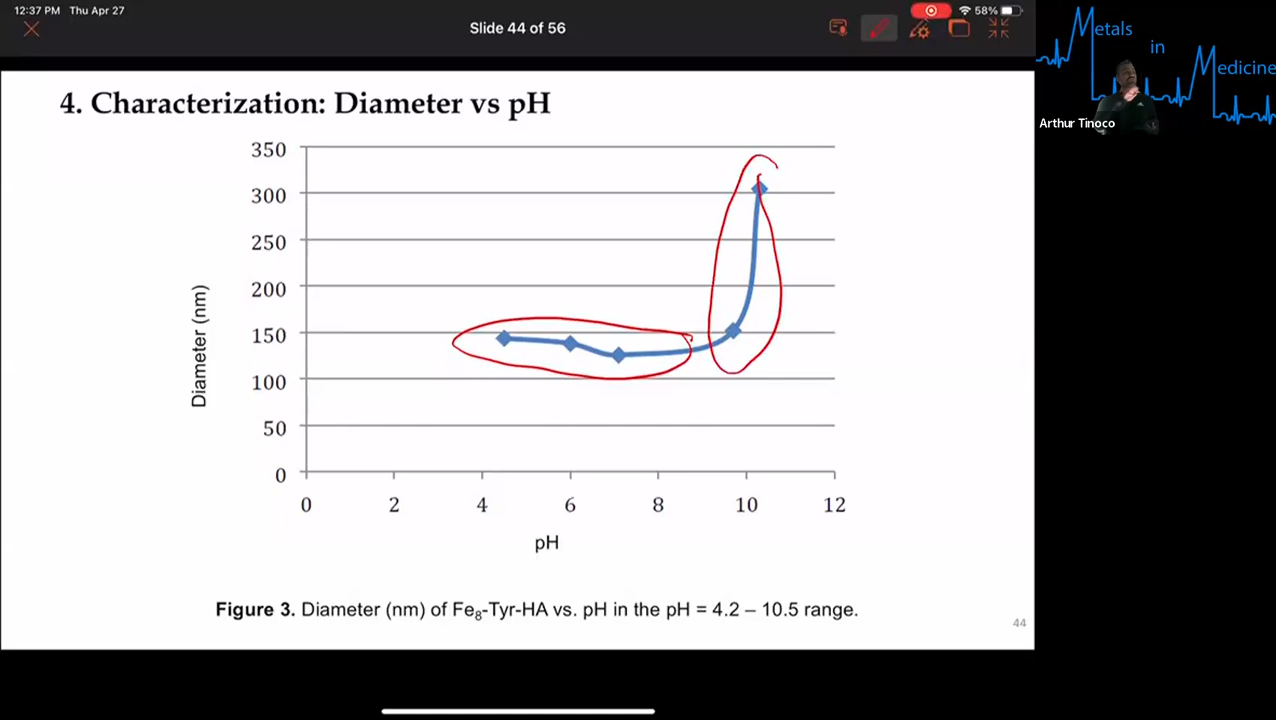 12:37 PM Thu Apr 27
58%
Slide 44 of 56
Metals
in
Medicine
Arthur Tinoco
4. Characterization: Diameter vs pH
350
300
250
200
150
100
50
0
Diameter (nm)
0 2 4 6 8 10 12
pH
Figure 3. Diameter (nm) of Fe₈-Tyr-HA vs. pH in the pH = 4.2 – 10.5 range.
44